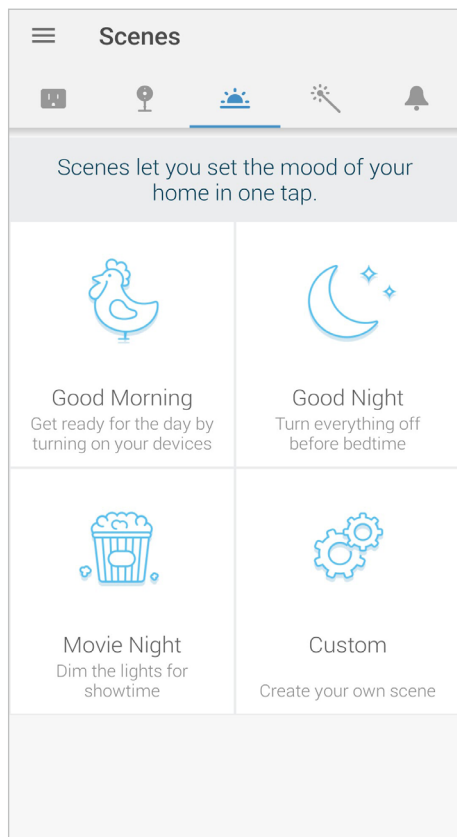 Scenes
Scenes let you set the mood of your
home in one tap.
Good Morning
Get ready for the day by
turning on your devices
Good Night
Turn everything off
before bedtime
Movie Night
Dim the lights for
showtime
Custom
Create your own scene